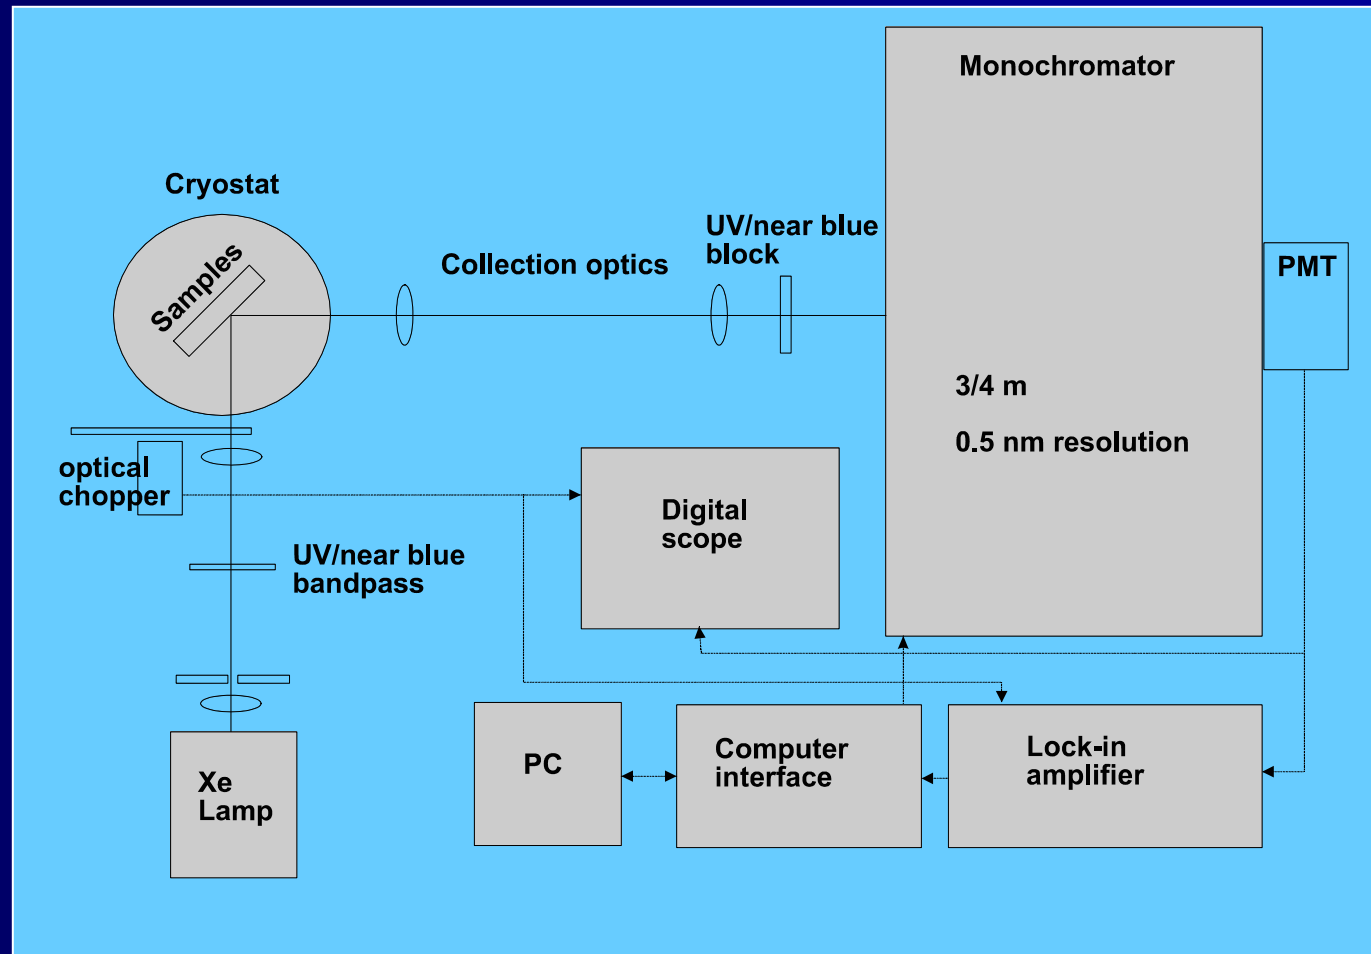 Monochromator
Cryostat
Samples
Collection optics
UV/near blue
block
PMT
3/4 m
0.5 nm resolution
optical
chopper
Digital
scope
UV/near blue
bandpass
Xe
Lamp
PC
Computer
interface
Lock-in
amplifier